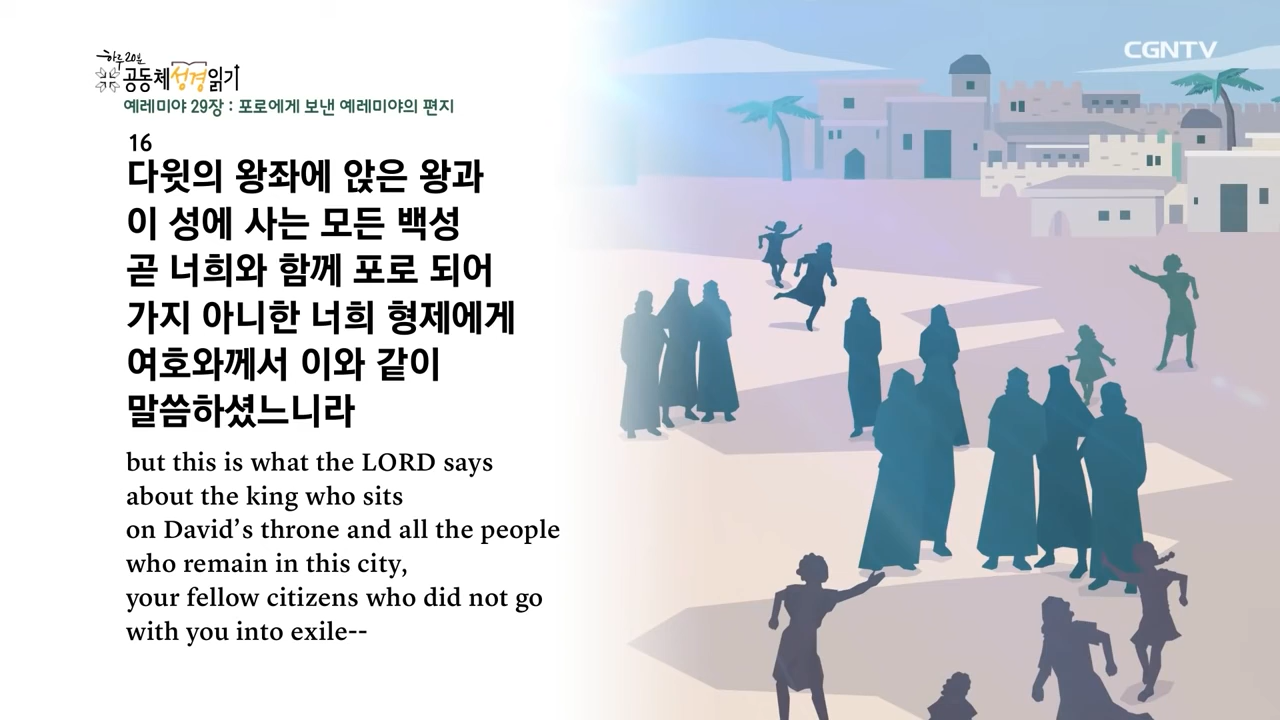 하루 20분
공동체성경읽기
CGNTV
예레미야 29장 : 포로에게 보낸 예레미야의 편지
16
다윗의 왕좌에 앉은 왕과
이 성에 사는 모든 백성
곧 너희와 함께 포로 되어
가지 아니한 너희 형제에게
여호와께서 이와 같이
말씀하셨느니라
but this is what the LORD says
about the king who sits
on David’s throne and all the people
who remain in this city,
your fellow citizens who did not go
with you into exile--